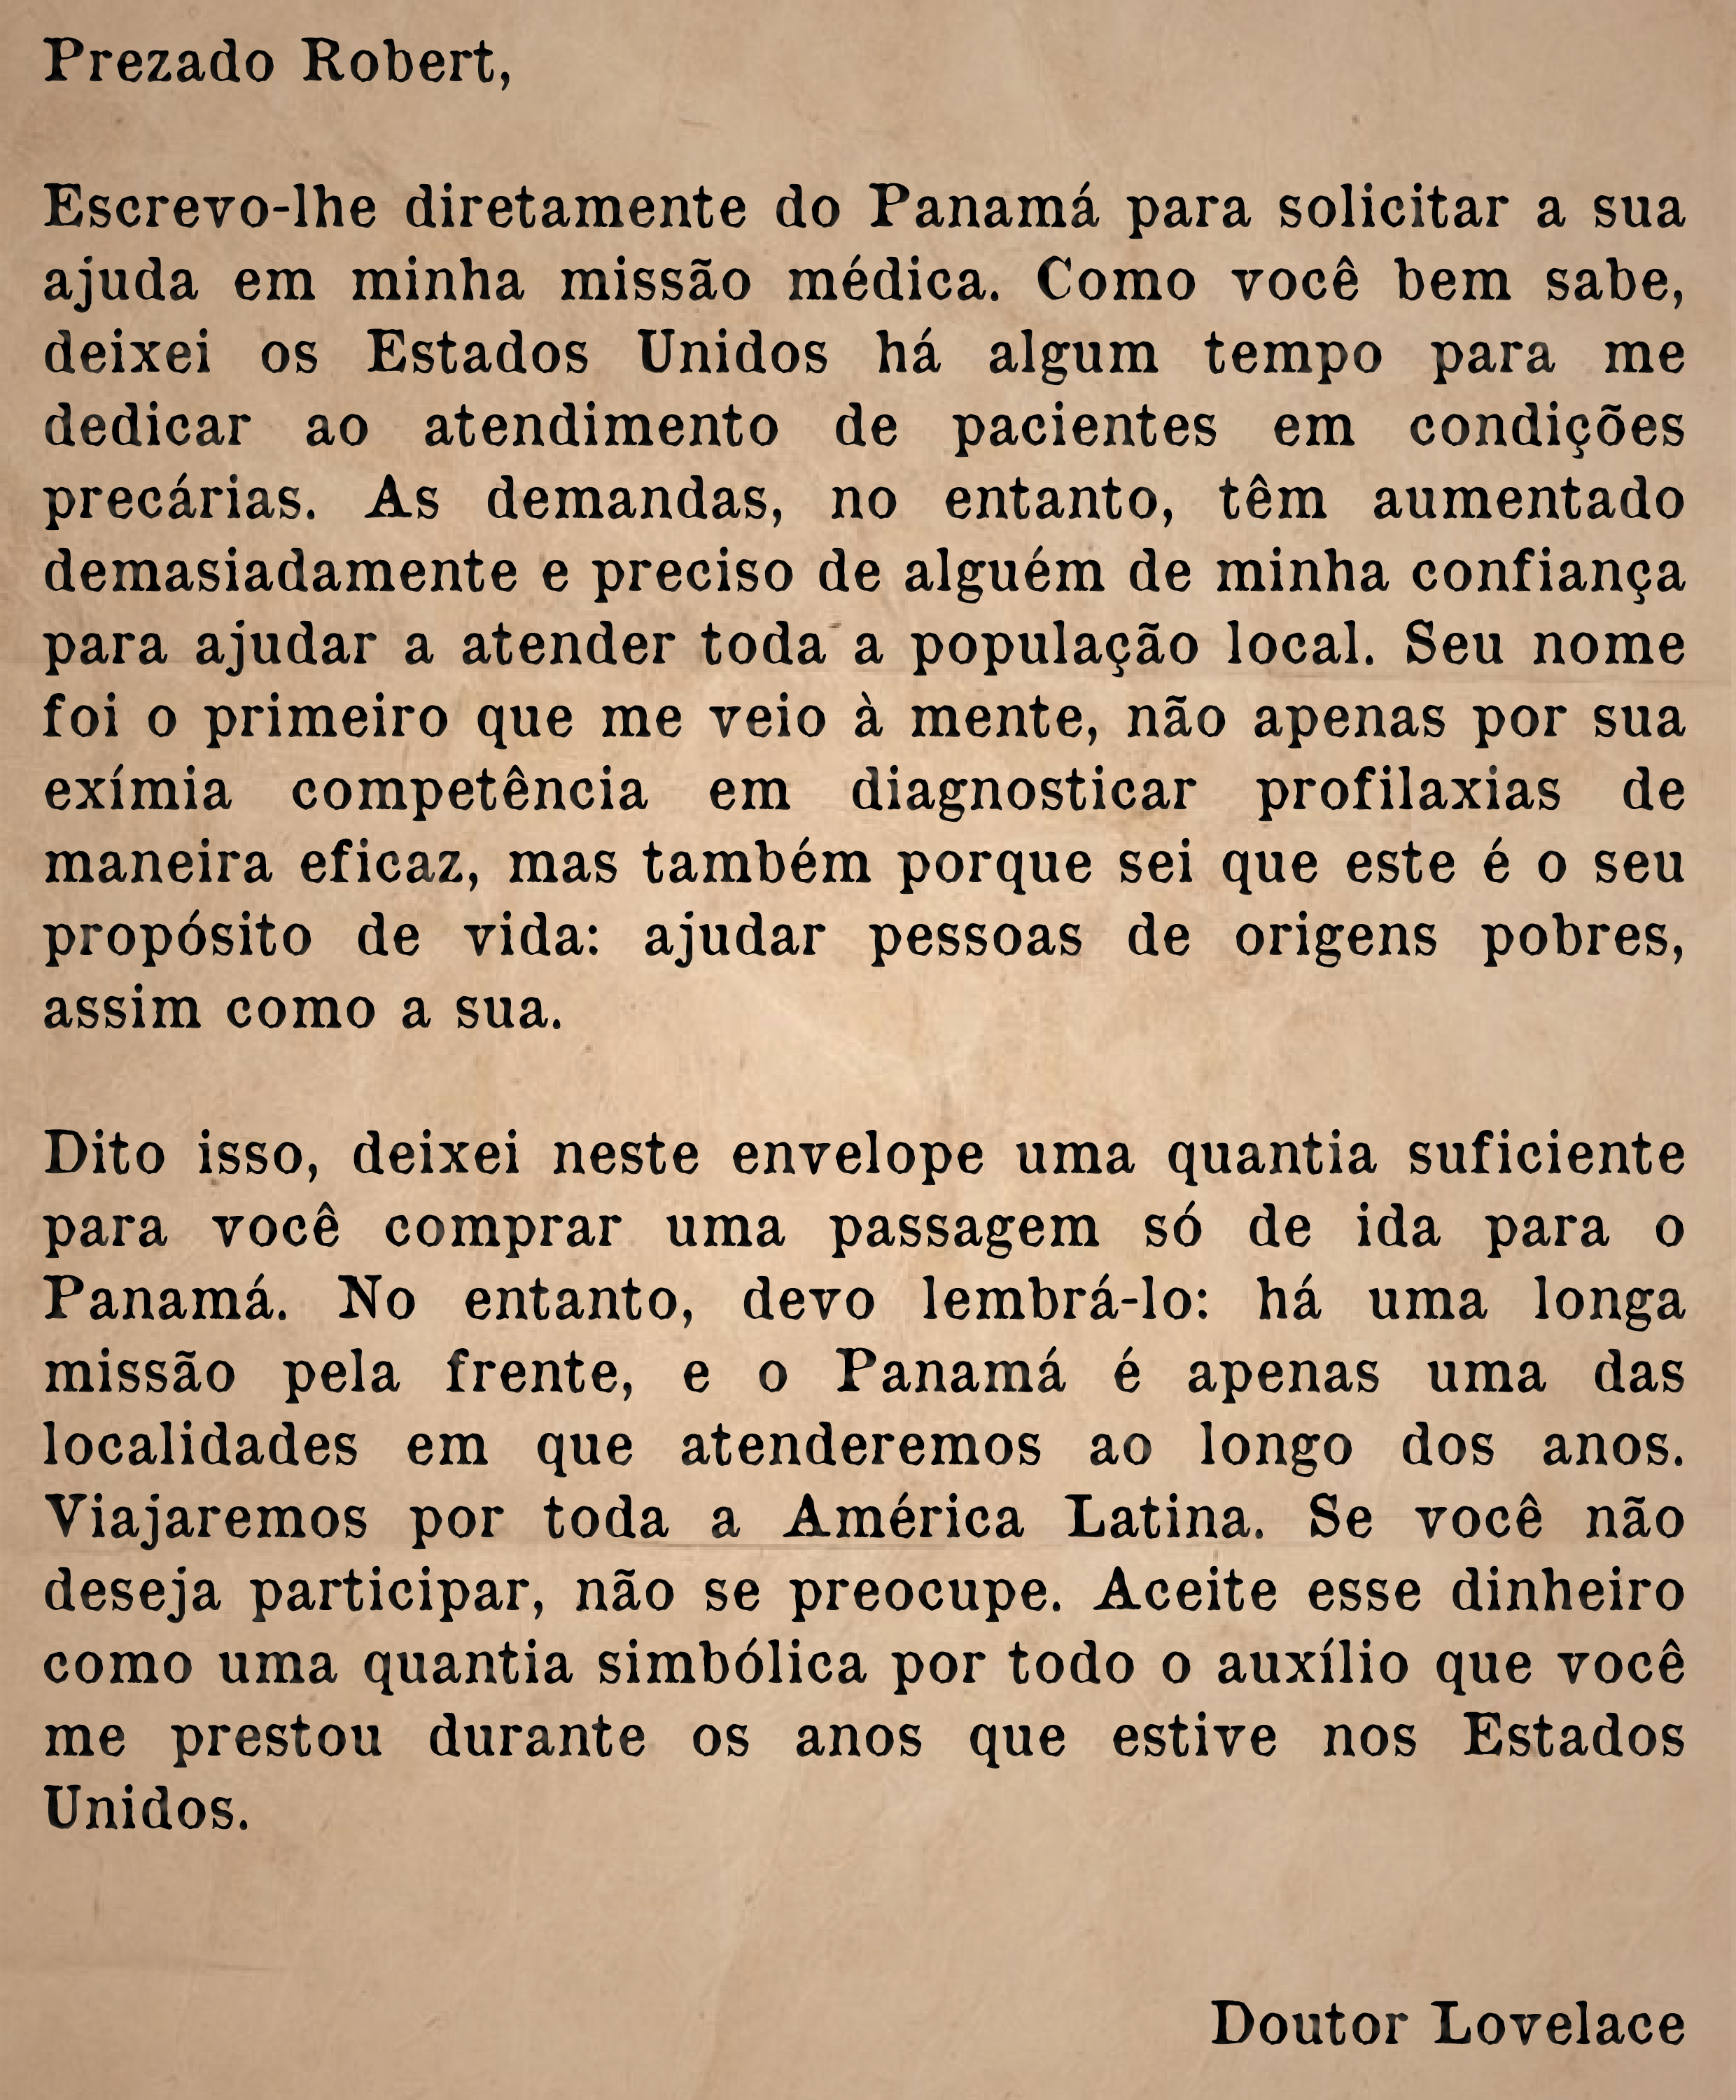 Prezado Robert,
Escrevo-lhe diretamente do Panamá para solicitar a sua
ajuda em minha missão médica. Como você bem sabe,
deixei os Estados Unidos há algum tempo para me
dedicar ao atendimento de pacientes em condições
precárias. As demandas, no entanto, têm aumentado
demasiadamente e preciso de alguém de minha confiança
para ajudar a atender toda a população local. Seu nome
foi o primeiro que me veio à mente, não apenas por sua
exímia competência em diagnosticar profilaxias de
maneira eficaz, mas também porque sei que este é o seu
propósito de vida: ajudar pessoas de origens pobres,
assim como a sua.
Dito isso, deixei neste envelope uma quantia suficiente
para você comprar uma passagem só de ida para o
Panamá. No entanto, devo lembrá-lo: há uma longa
missão pela frente, e o Panamá é apenas uma das
localidades em que atenderemos ao longo dos anos.
Viajaremos por toda a América Latina. Se você não
deseja participar, não se preocupe. Aceite esse dinheiro
como uma quantia simbólica por todo o auxílio que você
me prestou durante os anos que estive nos Estados
Unidos.
Doutor Lovelace